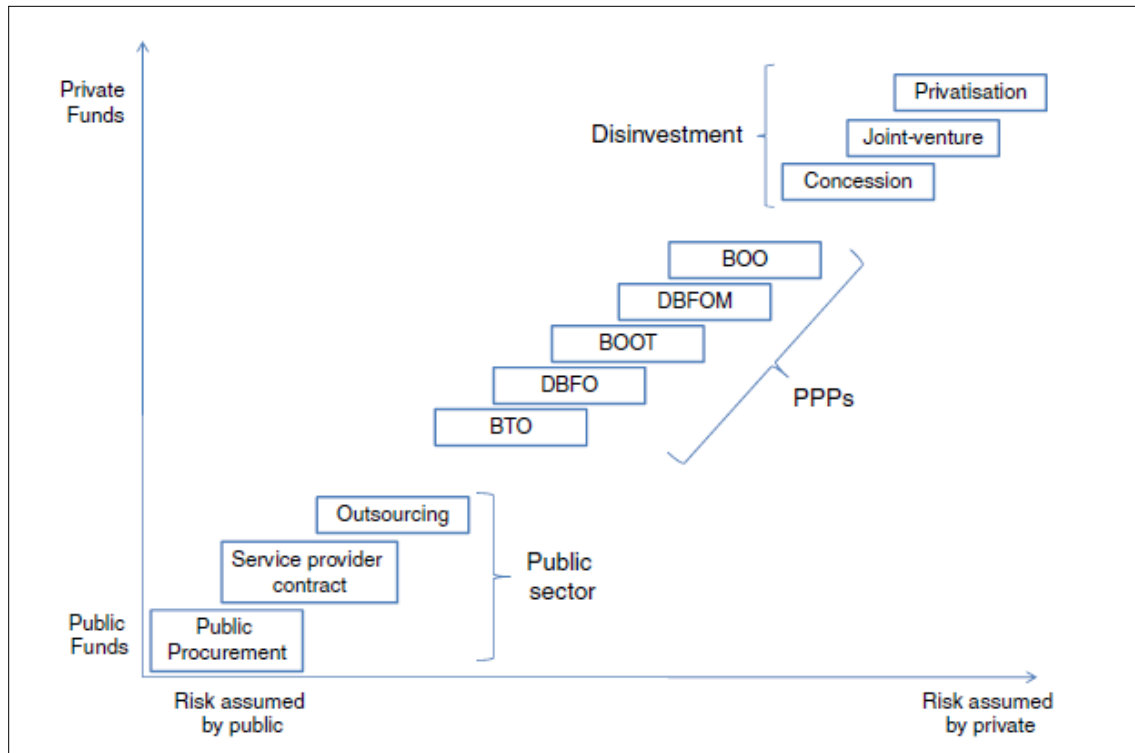 Private
Funds
Privatisation
Disinvestment
Joint-venture
Concession
BOO
DBFOM
BOOT
PPPs
DBFO
BTO
Outsourcing
Service provider
contract
Public
sector
Public
Funds
Public
Procurement
Risk assumed
by public
Risk assumed
by private